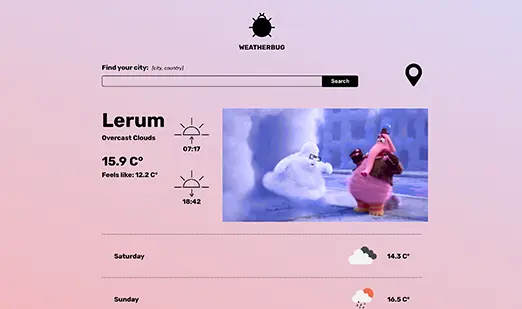 WEATHERBUG
Find your city: (city, country)
Search
Lerum
Overcast Clouds
15.9 C°
Feels like: 12.2 C°
07:17
18:42
Saturday 14.3 C°
Sunday 16.5 C°